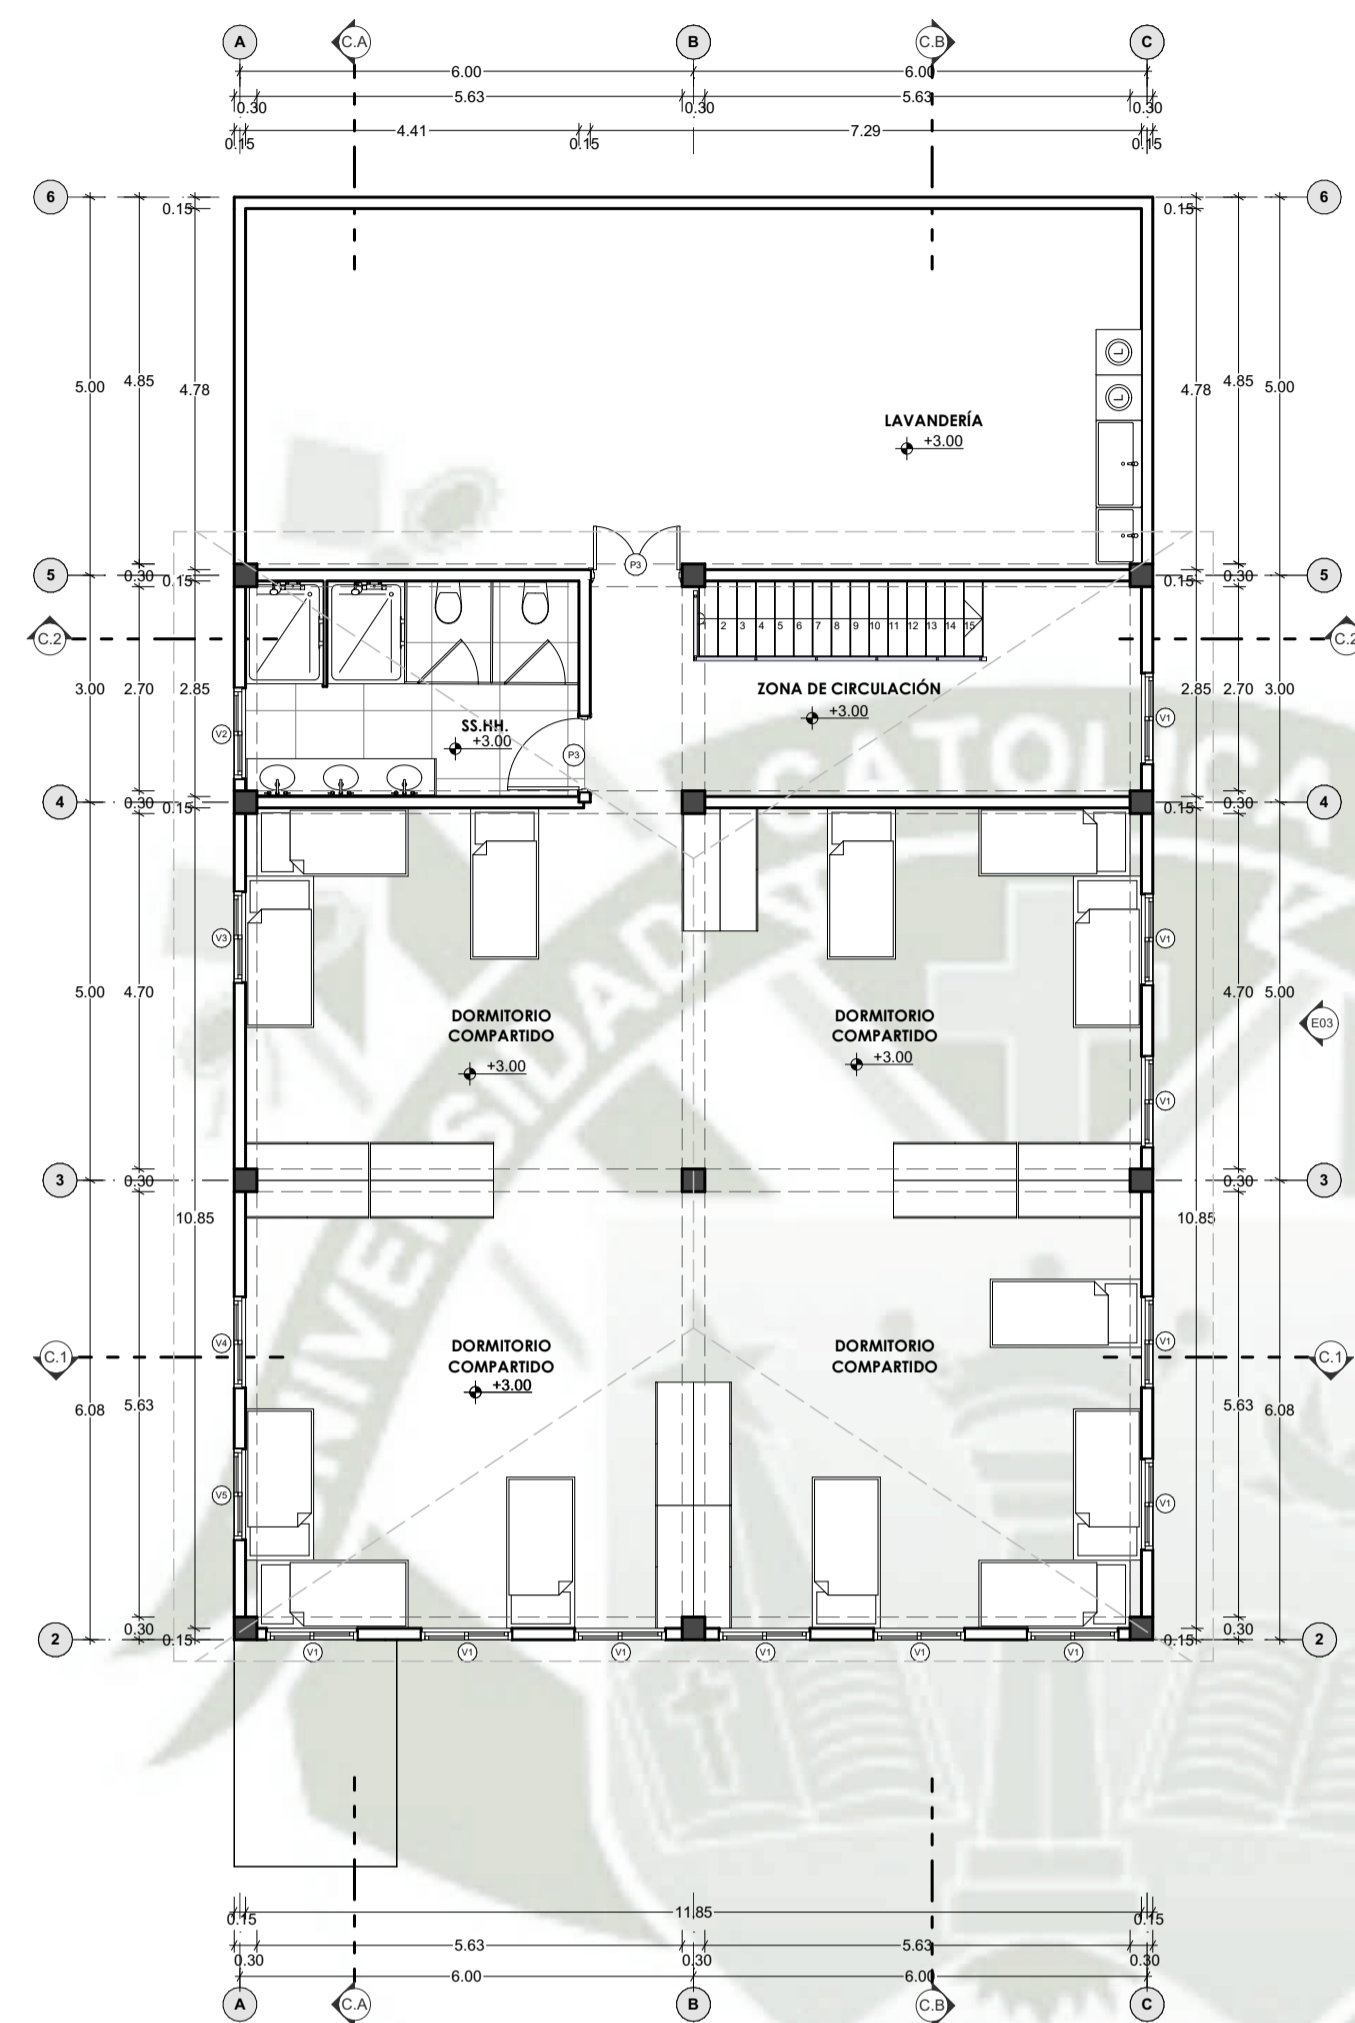 A C.A B C.B C
6.00 6.00
0.30 5.63 0.30 5.63 0.30
0.15 4.41 0.15 7.29 0.15
6 0.15 0.15 6
5.00 4.85 4.78 4.78 4.85 5.00
L
L
LAVANDERÍA
+3.00
P3
5 0.30 0.15 0.15 0.30 5
C.2 C.2
2 3 4 5 6 7 8 9 10 11 12 13 14 15
3.00 2.70 2.85 ZONA DE CIRCULACIÓN 2.85 2.70 3.00
+3.00 V1
SS.HH.
V2 +3.00
P3
4 0.30 0.15 0.15 0.30 4
V3 V1
5.00 4.70 4.70 5.00
DORMITORIO
COMPARTIDO
+3.00
DORMITORIO
COMPARTIDO
+3.00
E03
V1
CATOLICA
UNIVERSIDAD
3 0.30 0.30 3
10.85 10.85
V4 V1
C.1 C.1
DORMITORIO
COMPARTIDO
+3.00
DORMITORIO
COMPARTIDO
6.08 5.63 5.63 6.08
V5 V1
2 0.30 0.15 0.15 0.30 2
V1 V1 V1 V1 V1 V1
0.15 11.85 0.15
5.63 5.63
0.30 0.30 0.30
6.00 6.00
A C.A B C.B C